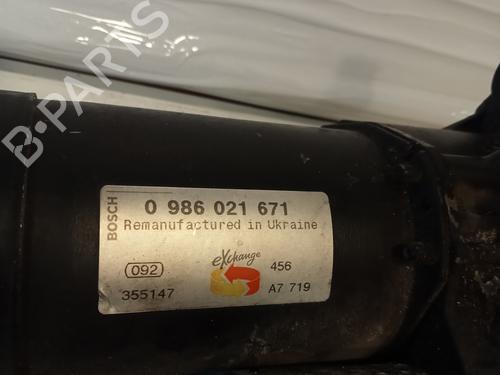 B-PARTS
BOSCH
0 986 021 671
Remanufactured in Ukraine
092
eXchange
456
355147
A7 719